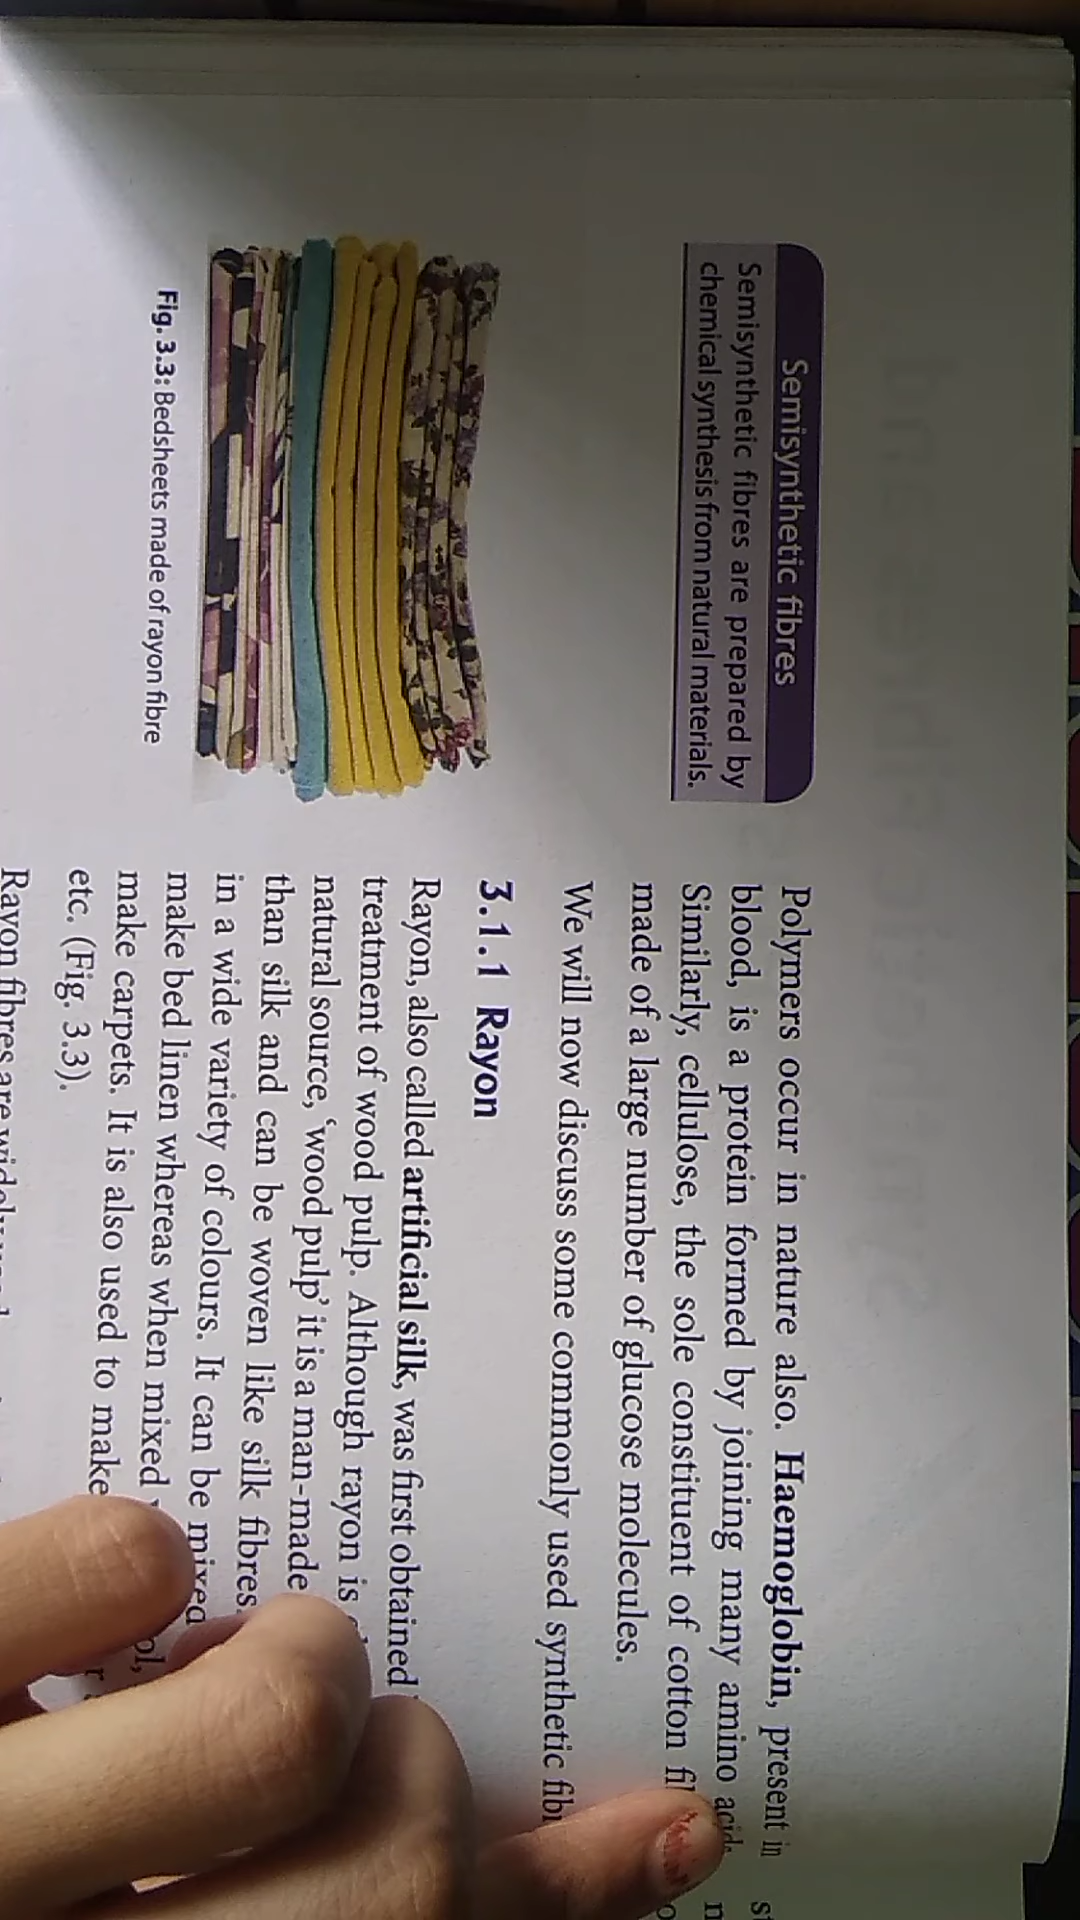 Semisynthetic fibres
Semisynthetic fibres are prepared by
chemical synthesis from natural materials.
Fig. 3.3: Bedsheets made of rayon fibre
Polymers occur in nature also. Haemoglobin, present in
blood, is a protein formed by joining many amino
Similarly, cellulose, the sole constituent of cotton
made of a large number of glucose molecules.
We will now discuss some commonly used synthetic
3.1.1 Rayon
Rayon, also called artificial silk, was first obtained
treatment of wood pulp. Although rayon is
natural source, 'wood pulp' it is a man-made
than silk and can be woven like silk fibres.
in a wide variety of colours. It can be mixed
make bed linen whereas when mixed
make carpets. It is also used to make
etc. (Fig. 3.3).
Rayon fibres are